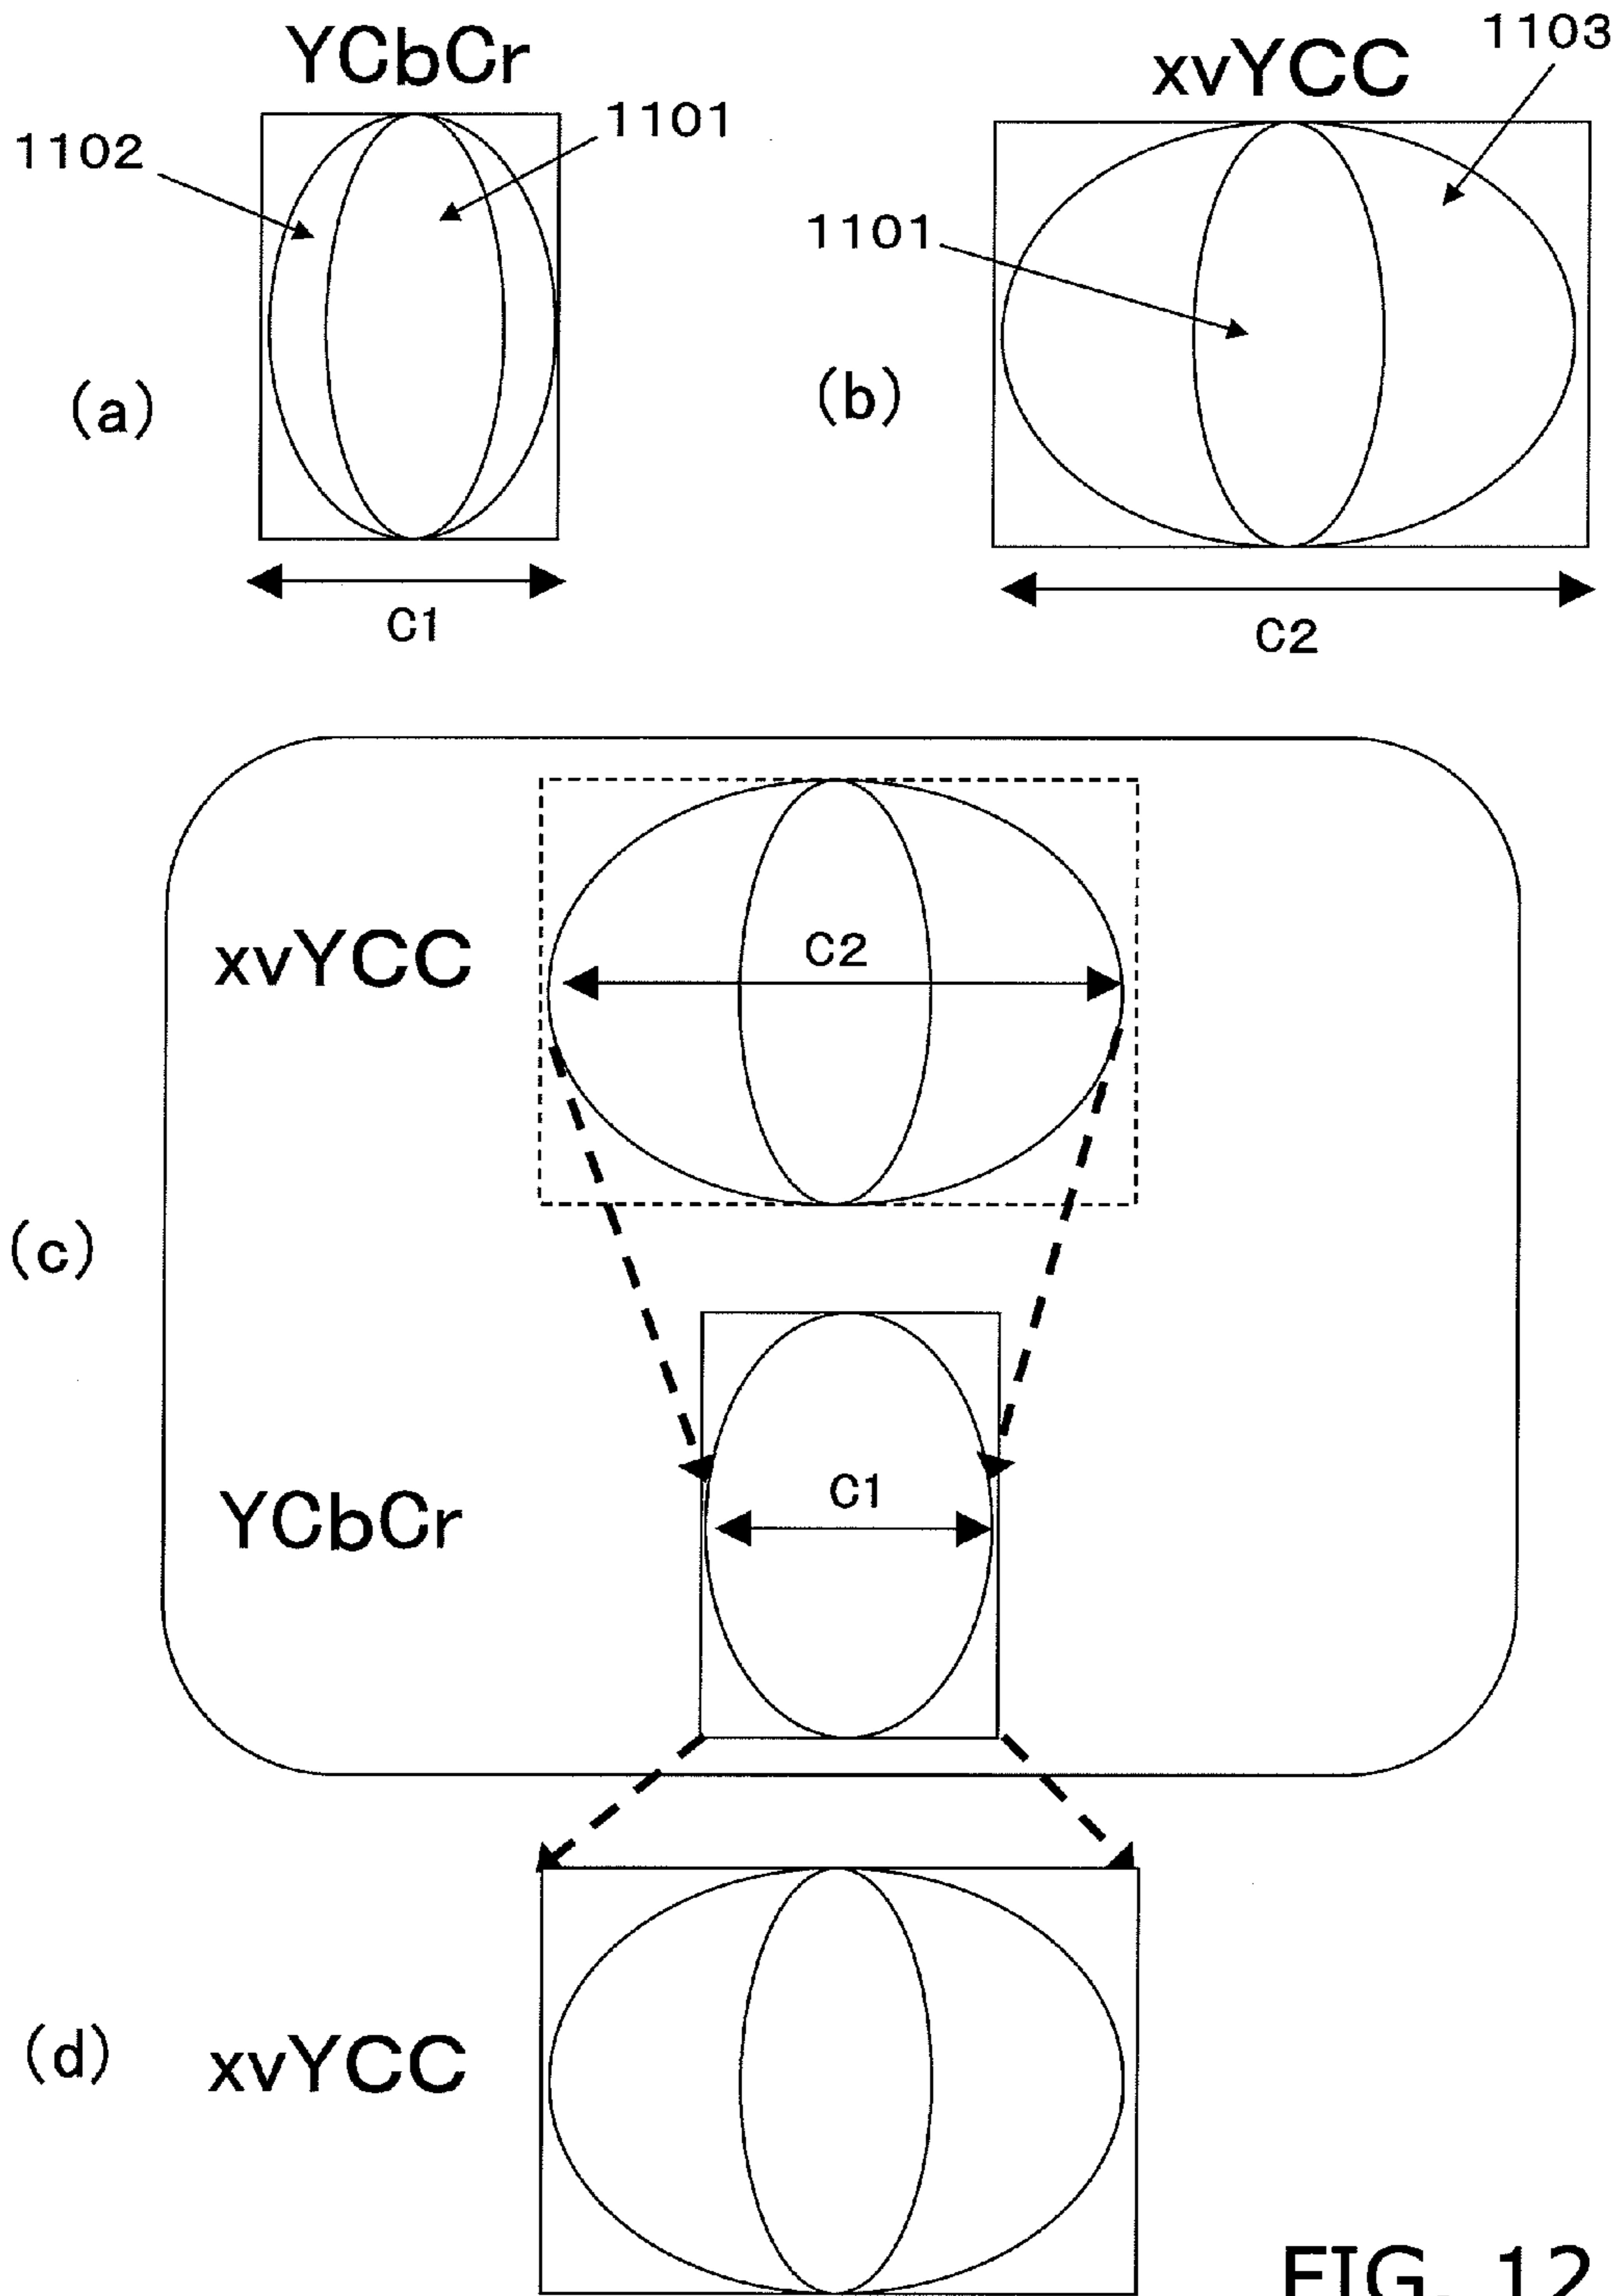 YCbCr
1102
1101
(a)
C1
xvYCC
1103
1101
(b)
C2
(c)
xvYCC
C2
YCbCr
C1
(d)
xvYCC
FIG. 12